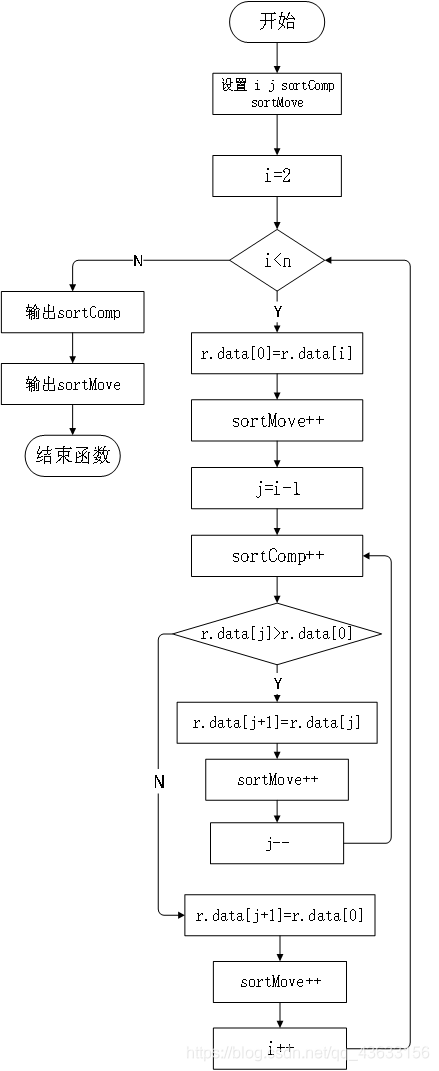 开始
设置 i j sortComp
sortMove
i=2
i<n
N
Y
输出sortComp
输出sortMove
结束函数
r.data[0]=r.data[i]
sortMove++
j=i-1
sortComp++
r.data[j]>r.data[0]
Y
N
r.data[j+1]=r.data[j]
sortMove++
j--
r.data[j+1]=r.data[0]
sortMove++
i++
https://blog.csdn.net/qq_43633156